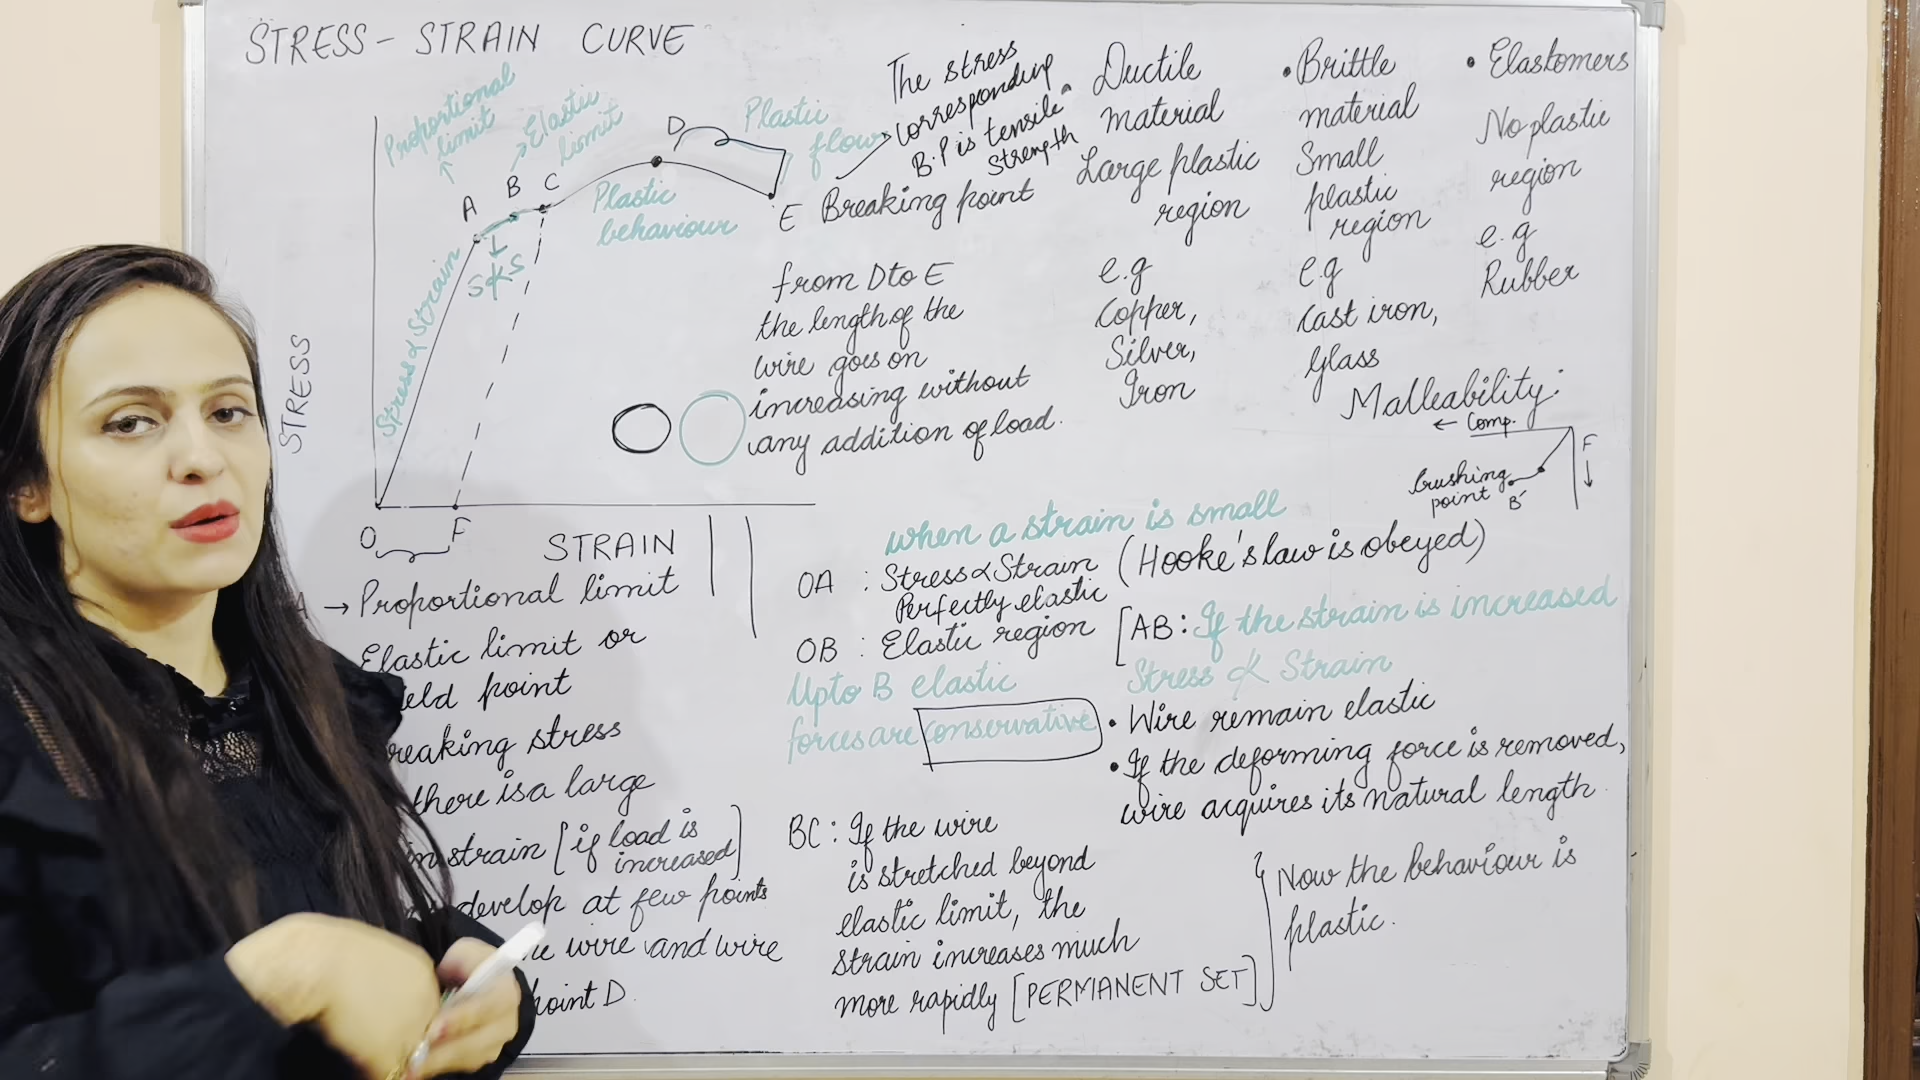 STRESS - STRAIN CURVE
Proportional
limit
Elastic
limit
A
B
C
D
E
Plastic
flow
Plastic
behaviour
Stress ∝ Strain
S∝̸S
STRESS
O
F
STRAIN
The stress
corresponding
B.P is tensile
Strength
Breaking point
from D to E
the length of the
wire goes on
increasing without
any addition of load.
Ductile
material
Large plastic
region
e.g
Copper,
Silver,
Iron
• Brittle
material
Small
plastic
region
e.g
Cast iron,
Glass
• Elastomers
No plastic
region
e.g
Rubber
Malleability:
← Comp.
F
Crushing
point B'
A → Proportional limit
Elastic limit or
eld point
reaking stress
there is a large
in strain [if load is
increased]
develop at few points
wire and wire
point D.
when a strain is small
OA : Stress ∝ Strain (Hooke's law is obeyed)
Perfectly elastic
OB : Elastic region
Upto B elastic
forces are conservative
[AB: If the strain is increased
Stress ∝̸ Strain
• Wire remain elastic
• If the deforming force is removed,
wire acquires its natural length.
BC: If the wire
is stretched beyond
elastic limit, the
strain increases much
more rapidly [PERMANENT SET]
Now the behaviour is
plastic.